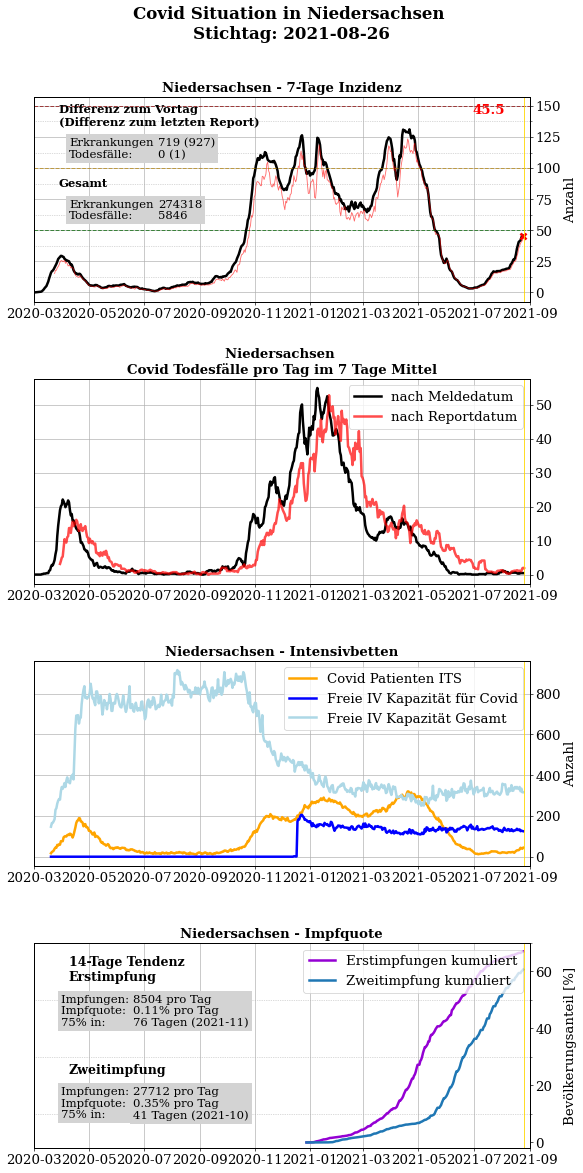 Covid Situation in Niedersachsen
Stichtag: 2021-08-26
Niedersachsen - 7-Tage Inzidenz
Differenz zum Vortag
(Differenz zum letzten Report)
Erkrankungen 719 (927)
Todesfälle: 0 (1)
Gesamt
Erkrankungen 274318
Todesfälle: 5846
45.5
150
125
100
75
50
25
0
Anzahl
2020-03 2020-05 2020-07 2020-09 2020-11 2021-01 2021-03 2021-05 2021-07 2021-09
Niedersachsen
Covid Todesfälle pro Tag im 7 Tage Mittel
nach Meldedatum
nach Reportdatum
50
40
30
20
10
0
2020-03 2020-05 2020-07 2020-09 2020-11 2021-01 2021-03 2021-05 2021-07 2021-09
Niedersachsen - Intensivbetten
Covid Patienten ITS
Freie IV Kapazität für Covid
Freie IV Kapazität Gesamt
800
600
400
200
0
Anzahl
2020-03 2020-05 2020-07 2020-09 2020-11 2021-01 2021-03 2021-05 2021-07 2021-09
Niedersachsen - Impfquote
14-Tage Tendenz
Erstimpfung
Impfungen: 8504 pro Tag
Impfquote: 0.11% pro Tag
75% in: 76 Tagen (2021-11)
Zweitimpfung
Impfungen: 27712 pro Tag
Impfquote: 0.35% pro Tag
75% in: 41 Tagen (2021-10)
Erstimpfungen kumuliert
Zweitimpfung kumuliert
60
40
20
0
Bevölkerungsanteil [%]
2020-03 2020-05 2020-07 2020-09 2020-11 2021-01 2021-03 2021-05 2021-07 2021-09